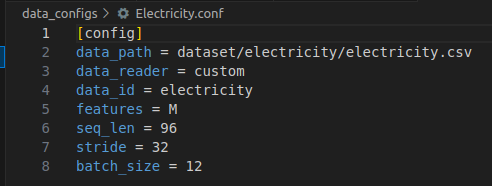 data_configs > Electricity.conf
1 [config]
2 data_path = dataset/electricity/electricity.csv
3 data_reader = custom
4 data_id = electricity
5 features = M
6 seq_len = 96
7 stride = 32
8 batch_size = 12